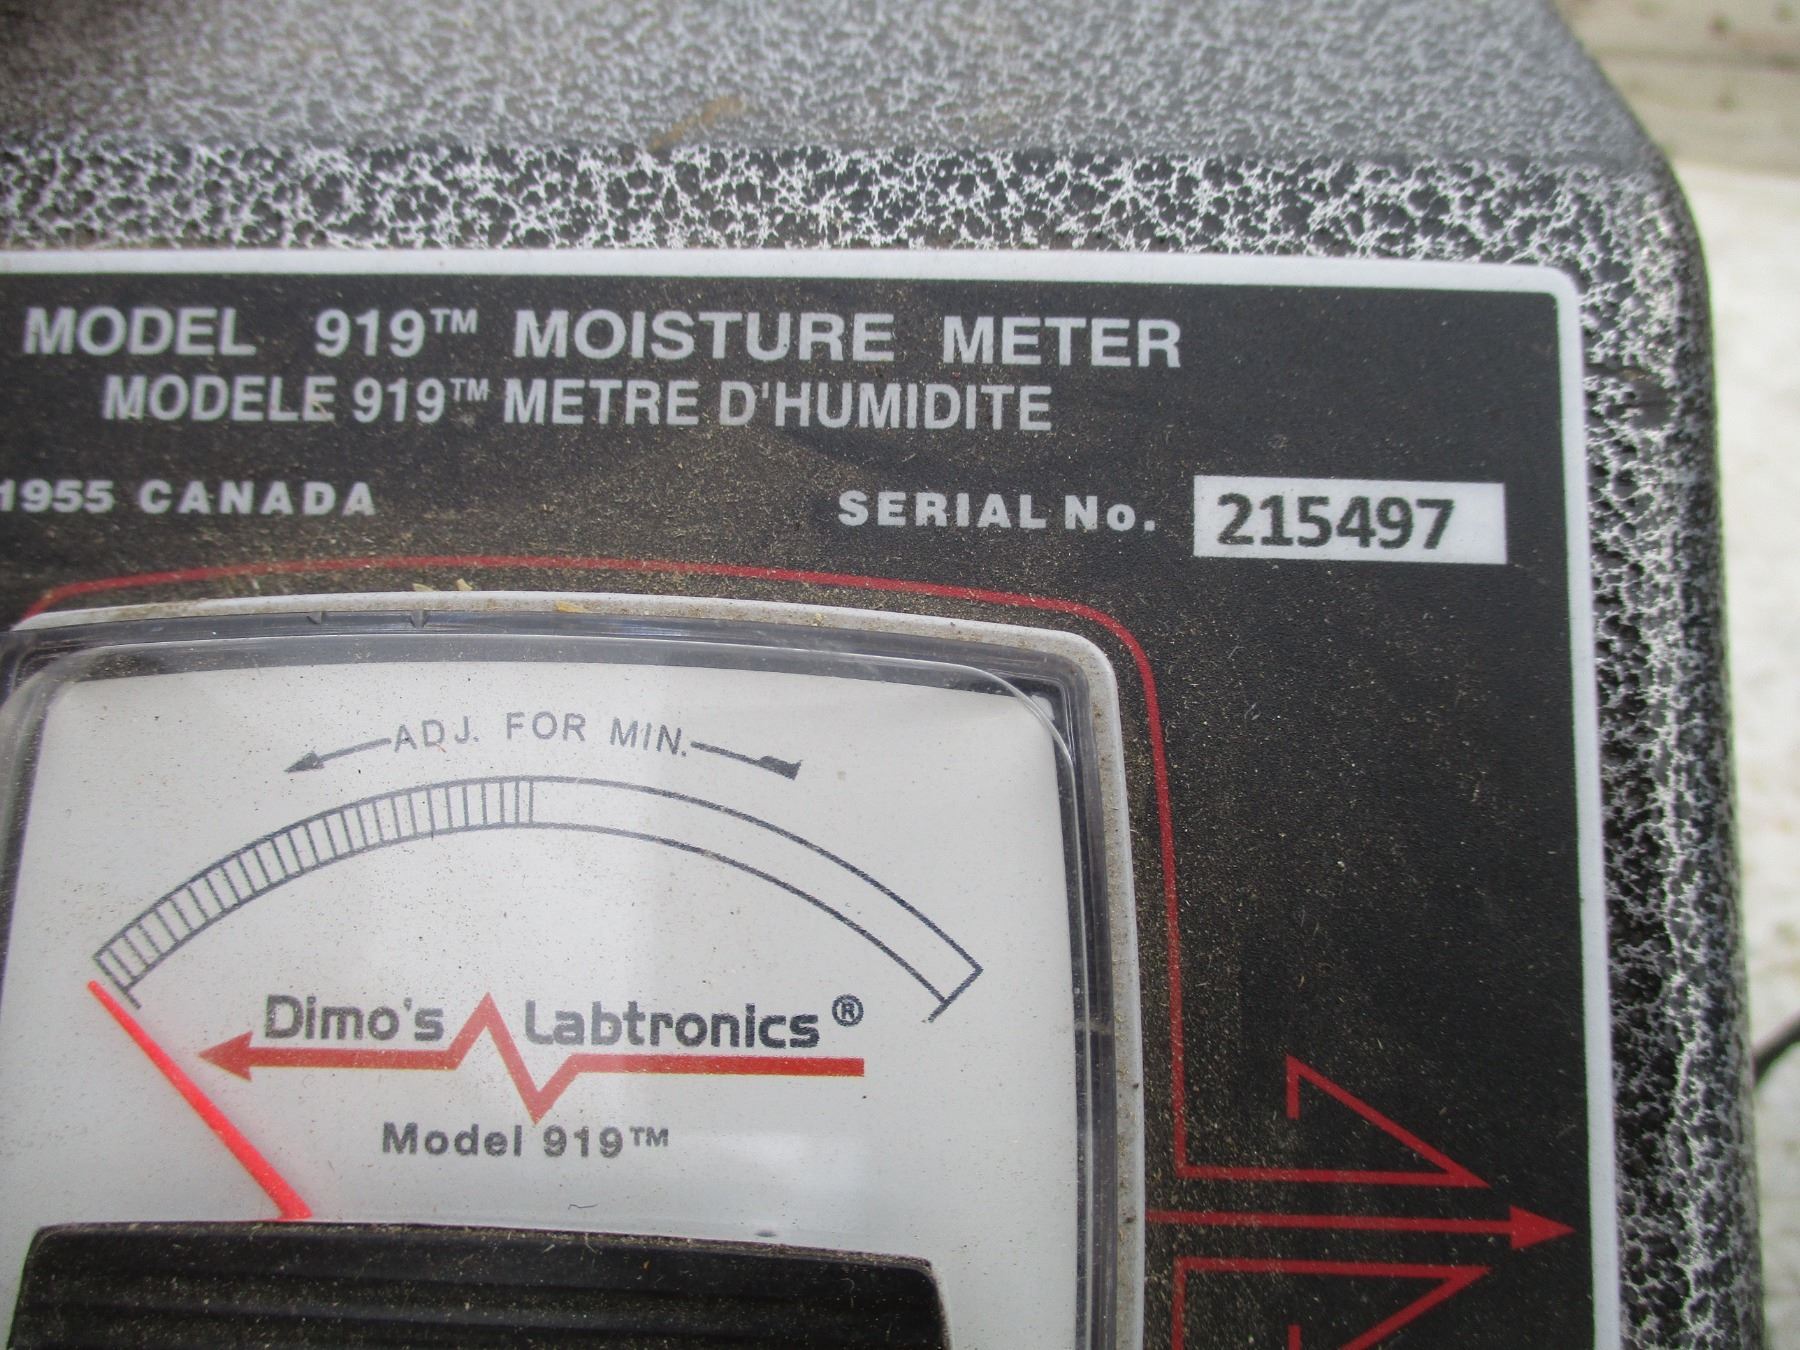 MODEL 919™ MOISTURE METER
MODELE 919™ METRE D'HUMIDITE
1955 CANADA
SERIAL No. 215497
ADJ. FOR MIN.
Dimo's Labtronics®
Model 919™